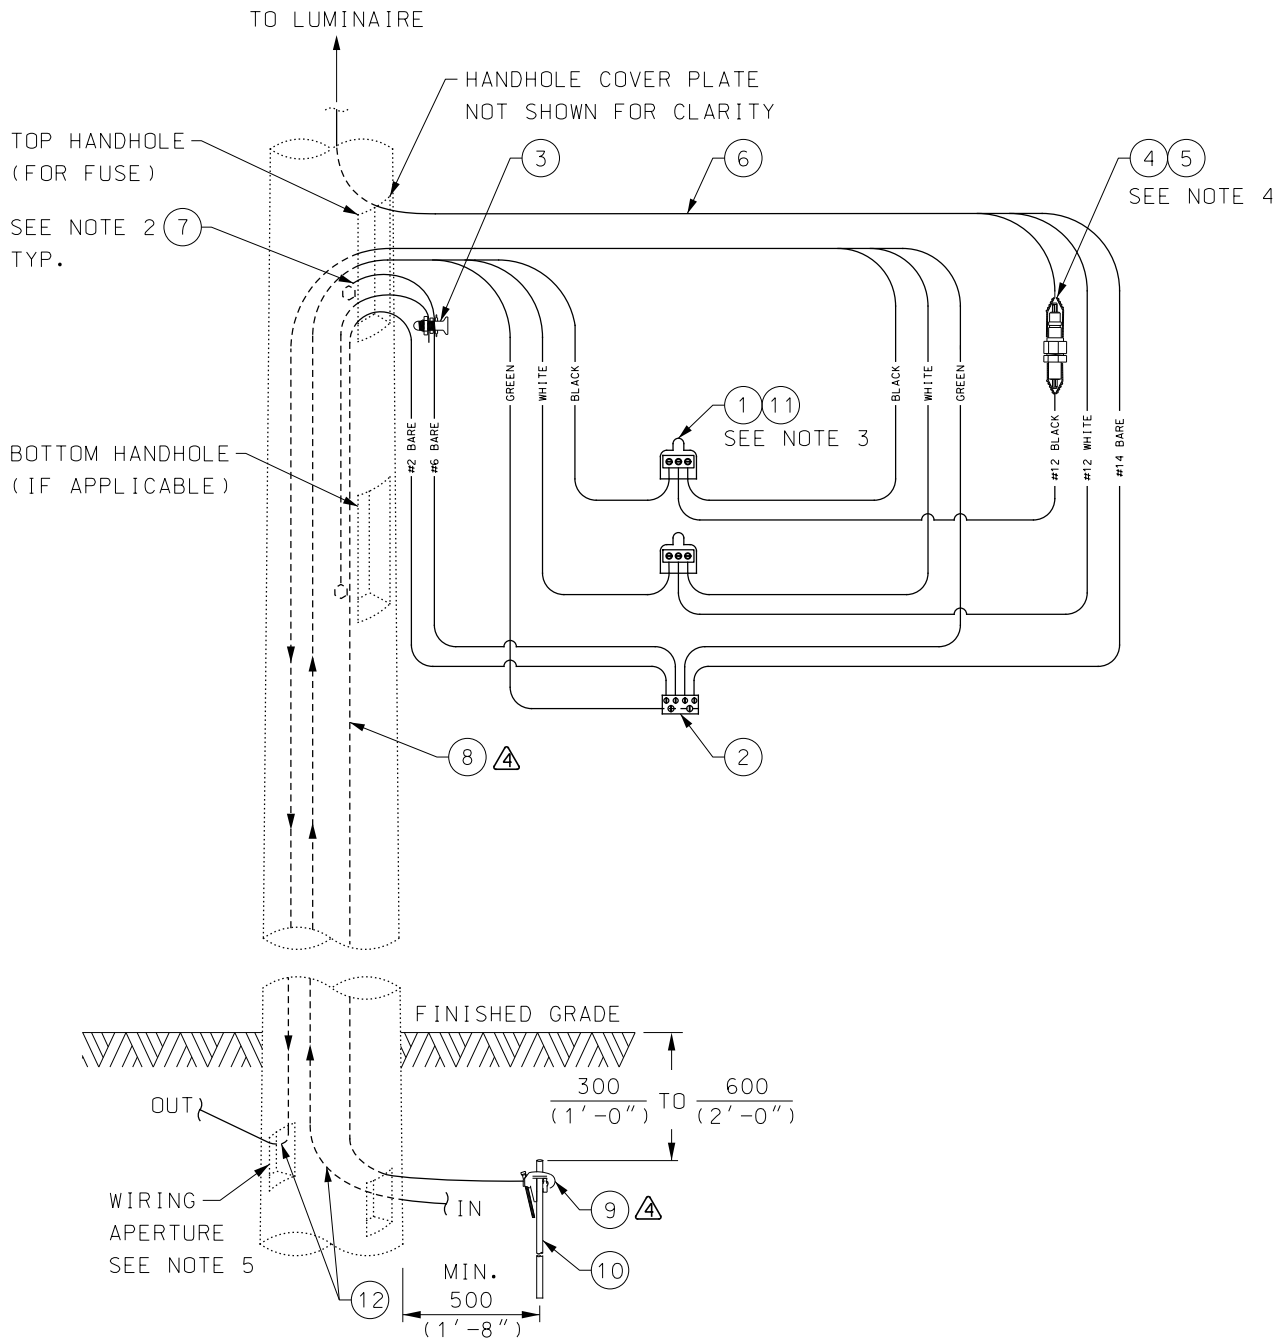 TO LUMINAIRE
HANDHOLE COVER PLATE
NOT SHOWN FOR CLARITY
TOP HANDHOLE
(FOR FUSE)
3
6
4 5
SEE NOTE 4
SEE NOTE 2 7
TYP.
3
GREEN
WHITE
BLACK
BLACK
WHITE
GREEN
1 11
SEE NOTE 3
BOTTOM HANDHOLE
(IF APPLICABLE)
#2 BARE
#6 BARE
#12 BLACK
#12 WHITE
#14 BARE
8 4
2
FINISHED GRADE
300
(1'-0")
TO
600
(2'-0")
OUT
WIRING
APERTURE
SEE NOTE 5
IN
9 4
10
12
MIN.
500
(1'-8")